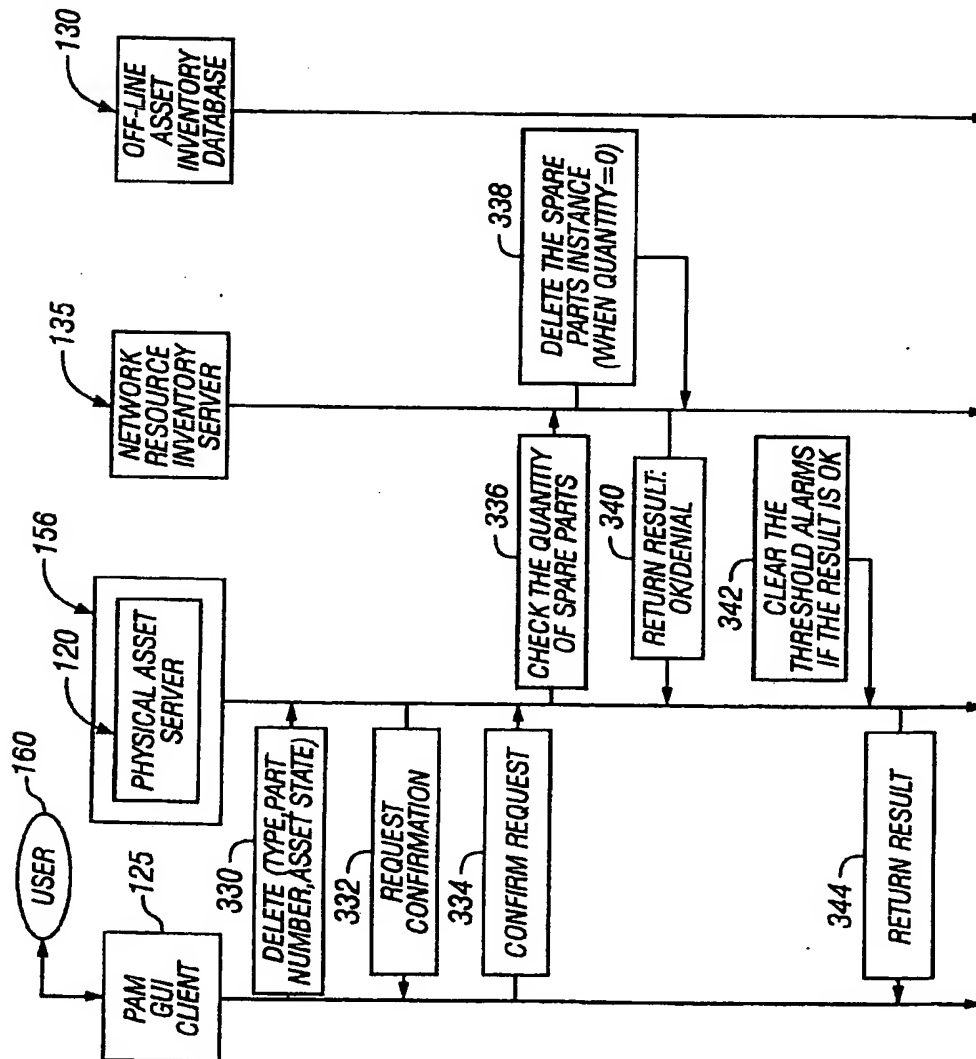 160
USER
125
PAM
GUI
CLIENT
156
120
PHYSICAL ASSET
SERVER
135
NETWORK
RESOURCE
INVENTORY
SERVER
130
OFF-LINE
ASSET
INVENTORY
DATABASE
330
DELETE (TYPE,PART
NUMBER,ASSET STATE)
332
REQUEST
CONFIRMATION
334
CONFIRM REQUEST
336
CHECK THE QUANTITY
OF SPARE PARTS
338
DELETE THE SPARE
PARTS INSTANCE
(WHEN QUANTITY=0)
340
RETURN RESULT:
OK/DENIAL
342
CLEAR THE
THRESHOLD ALARMS
IF THE RESULT IS OK
344
RETURN RESULT